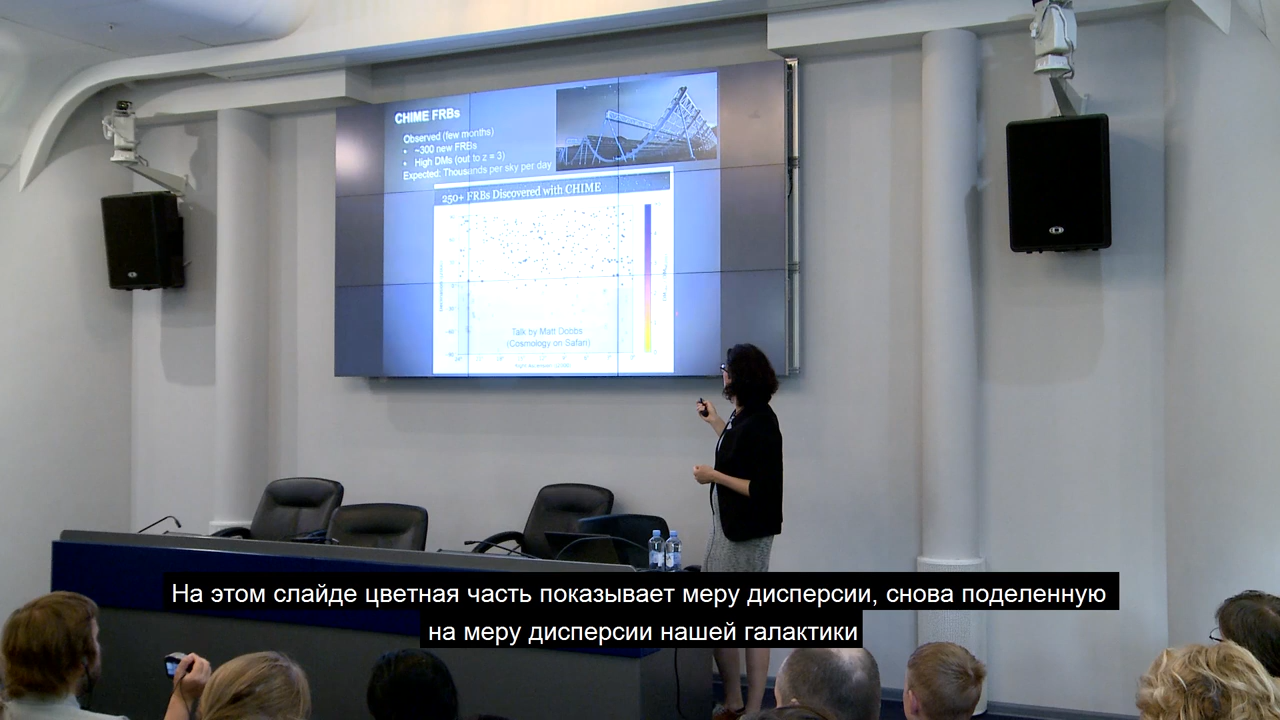 CHIME FRBs
Observed (few months)
• ~300 new FRBs
• High DMs (out to z = 3)
Expected: Thousands per sky per day
250+ FRBs Discovered with CHIME
Talk by Matt Dobbs
(Cosmology on Safari)
На этом слайде цветная часть показывает меру дисперсии, снова поделенную
на меру дисперсии нашей галактики